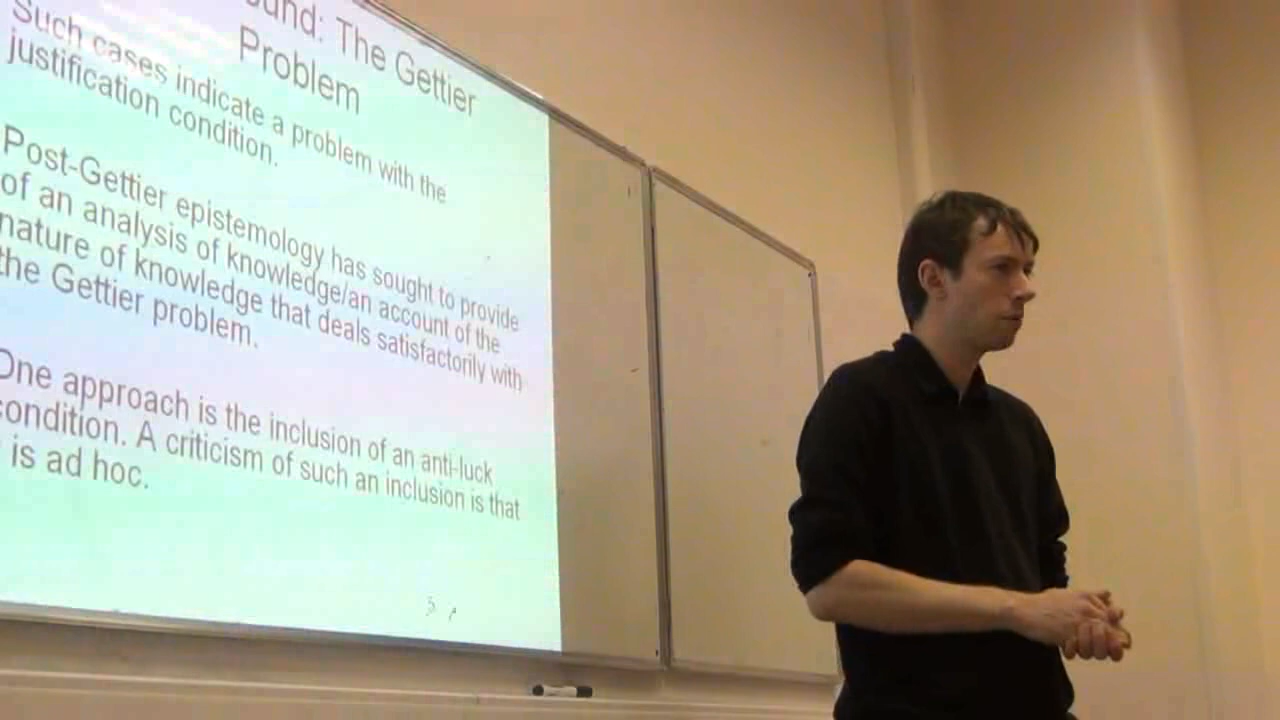 ound: The Gettier
Problem
Such cases indicate a problem with the
justification condition.
Post-Gettier epistemology has sought to provide
of an analysis of knowledge/an account of the
nature of knowledge that deals satisfactorily with
the Gettier problem.
One approach is the inclusion of an anti-luck
condition. A criticism of such an inclusion is that
is ad hoc.